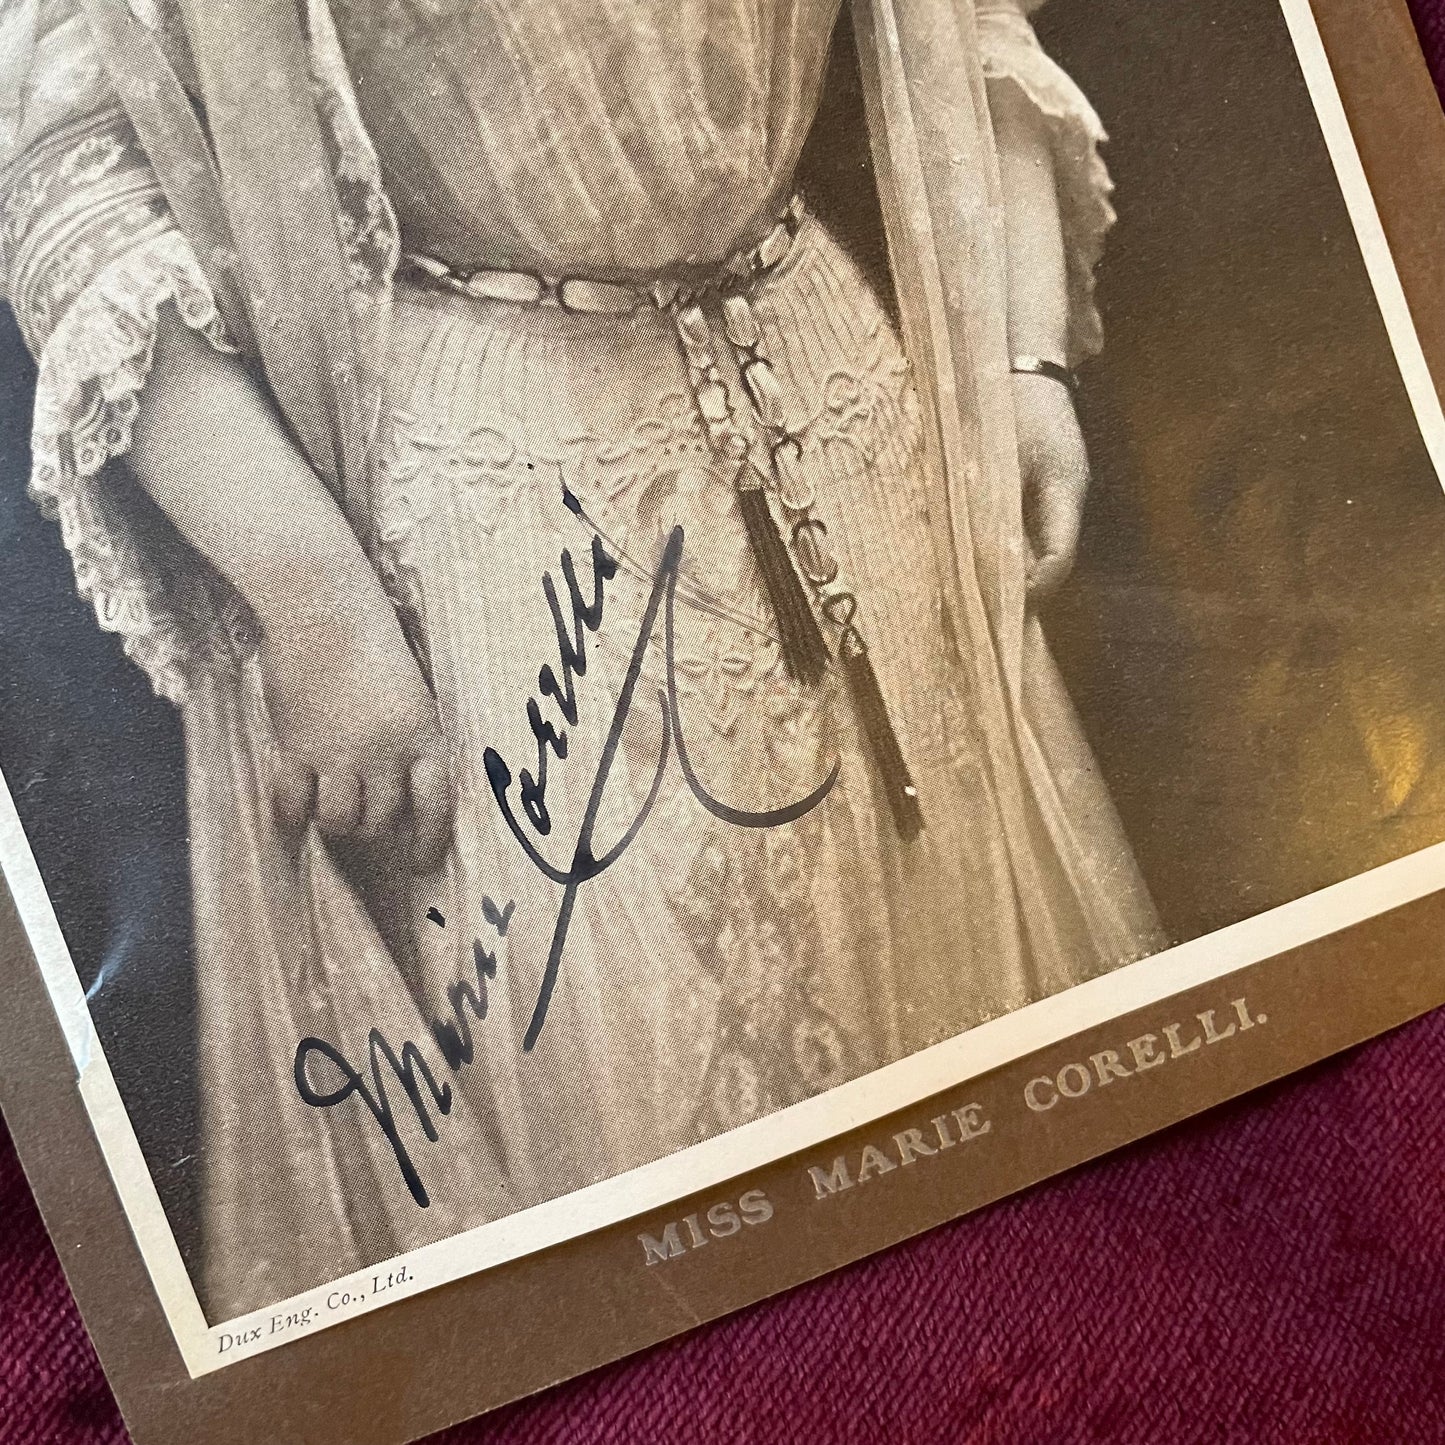 Marie Corelli
Dux Eng. Co., Ltd.
MISS MARIE CORELLI.